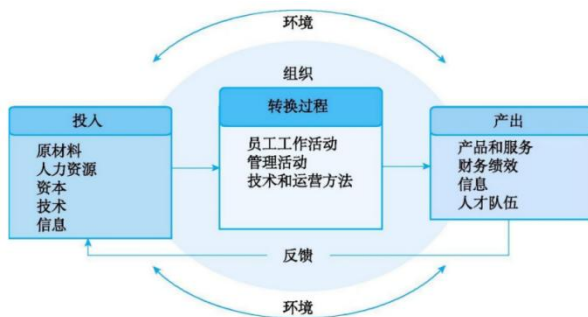 环境
组织
投入
原材料
人力资源
资本
技术
信息
转换过程
员工工作活动
管理活动
技术和运营方法
产出
产品和服务
财务绩效
信息
人才队伍
反馈
环境